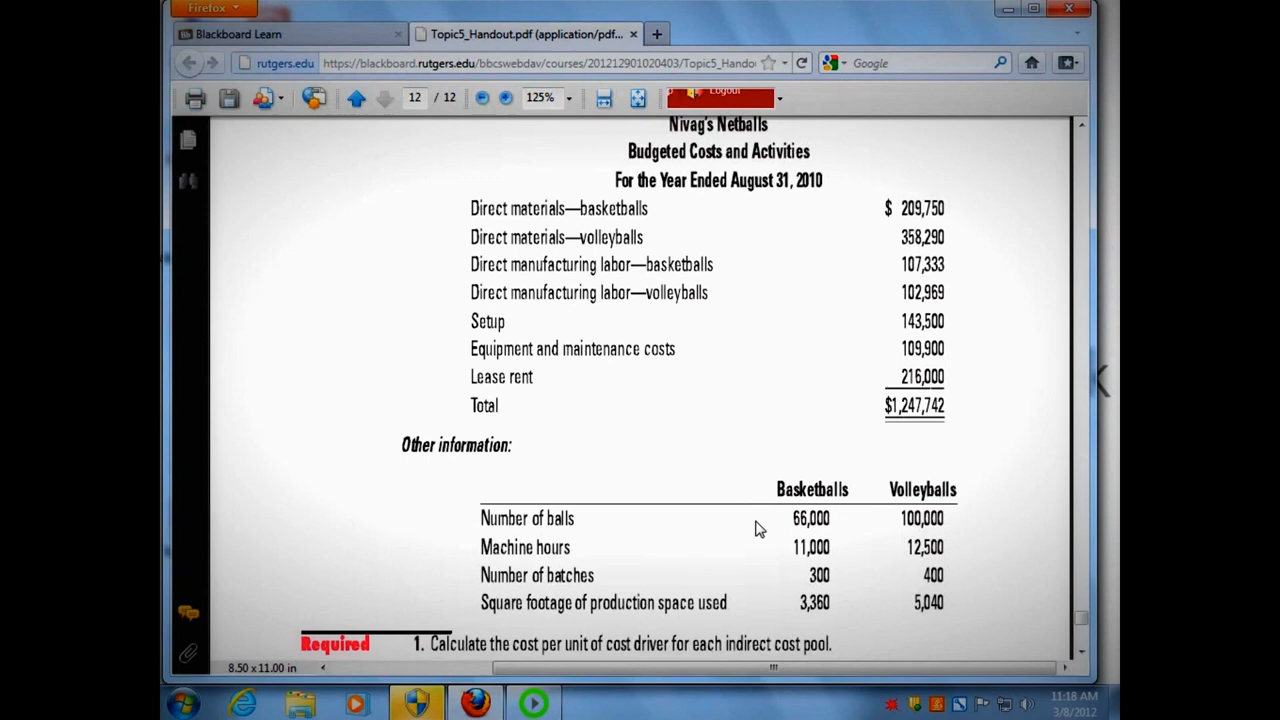 Firefox
Blackboard Learn
Topic5_Handout.pdf (application/pdf...
rutgers.edu https://blackboard.rutgers.edu/bbcswebdav/courses/201212901020403/Topic5_Handou
Google
12 / 12 125% Logout
Nivag's Netballs
Budgeted Costs and Activities
For the Year Ended August 31, 2010
Direct materials—basketballs $ 209,750
Direct materials—volleyballs 358,290
Direct manufacturing labor—basketballs 107,333
Direct manufacturing labor—volleyballs 102,969
Setup 143,500
Equipment and maintenance costs 109,900
Lease rent 216,000
Total $1,247,742
Other information:
Basketballs Volleyballs
Number of balls 66,000 100,000
Machine hours 11,000 12,500
Number of batches 300 400
Square footage of production space used 3,360 5,040
Required 1. Calculate the cost per unit of cost driver for each indirect cost pool.
8.50 x 11.00 in
11:18 AM
3/8/2012